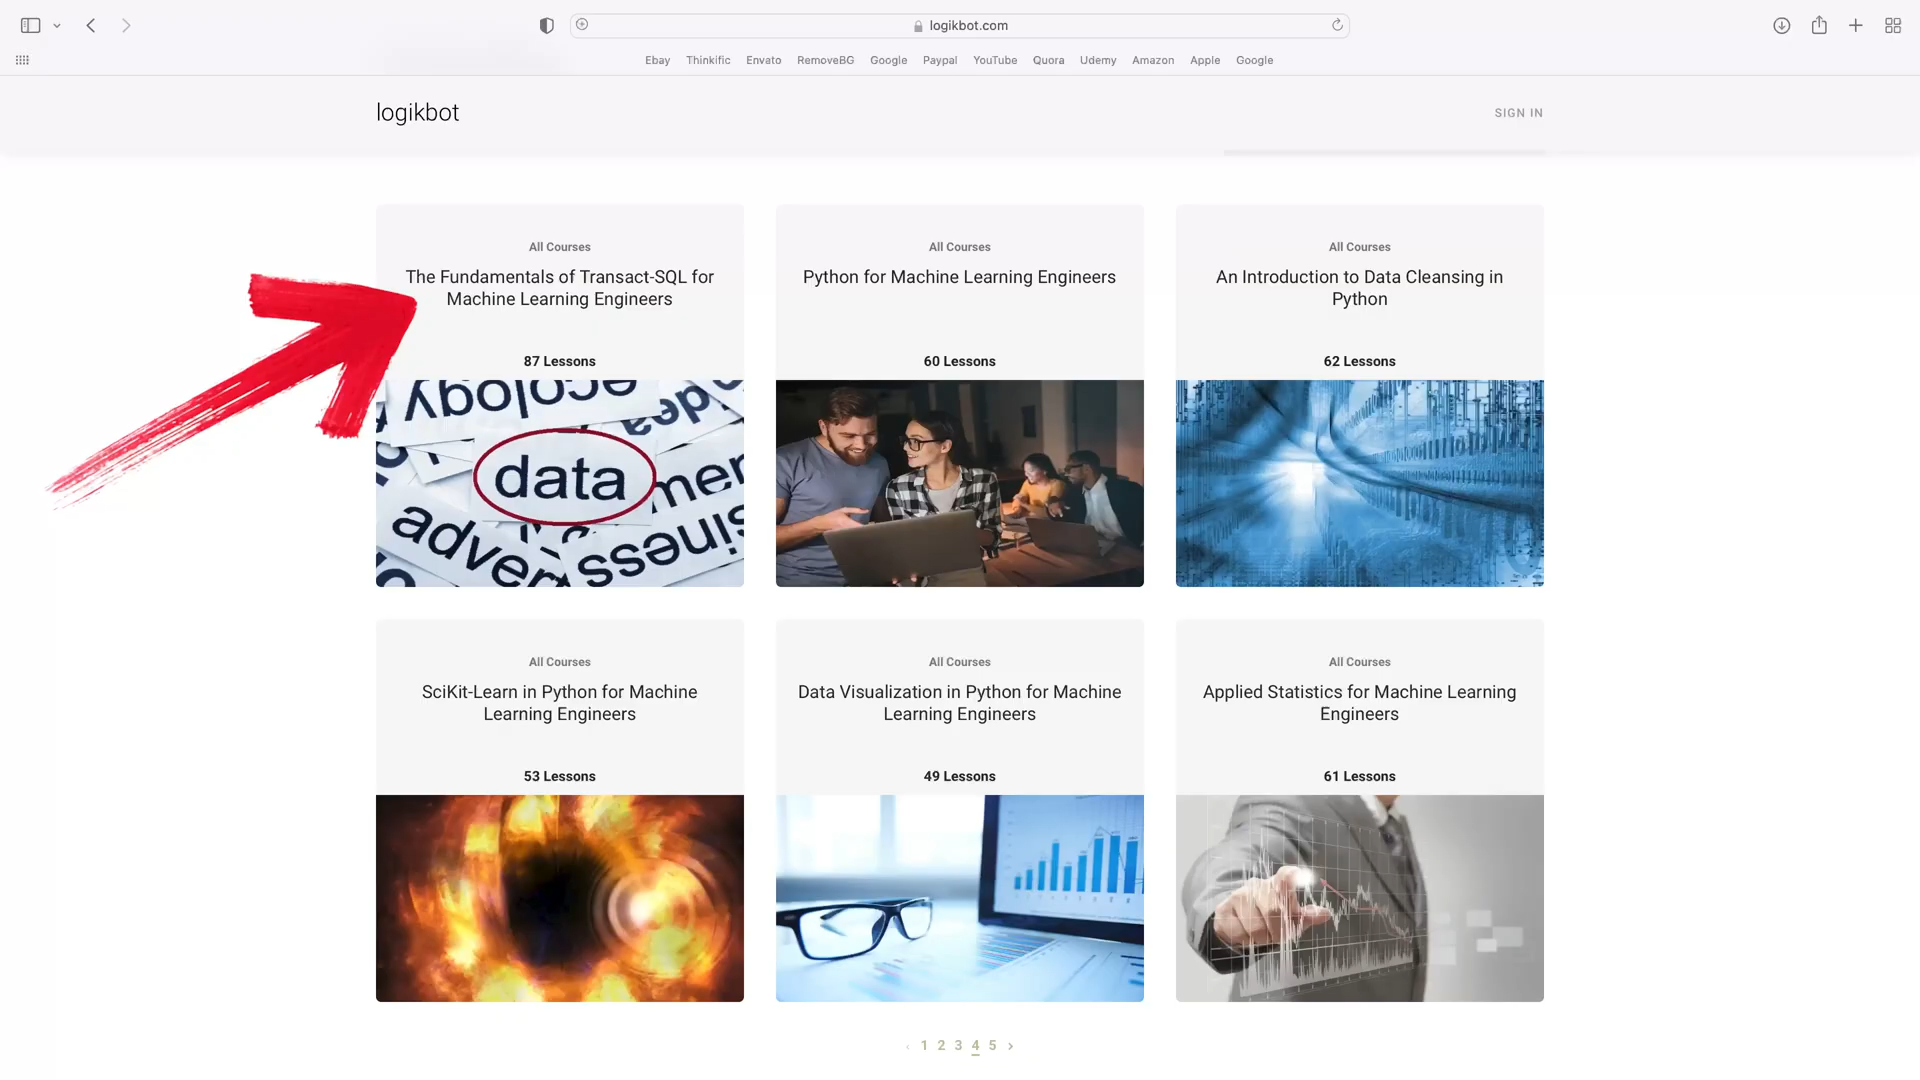 logikbot.com
Ebay Thinkific Envato RemoveBG Google Paypal YouTube Quora Udemy Amazon Apple Google
logikbot
SIGN IN
All Courses
The Fundamentals of Transact-SQL for
Machine Learning Engineers
87 Lessons
ecology
idea
data
adver
business
All Courses
Python for Machine Learning Engineers
60 Lessons
All Courses
An Introduction to Data Cleansing in
Python
62 Lessons
All Courses
SciKit-Learn in Python for Machine
Learning Engineers
53 Lessons
All Courses
Data Visualization in Python for Machine
Learning Engineers
49 Lessons
All Courses
Applied Statistics for Machine Learning
Engineers
61 Lessons
1 2 3 4 5